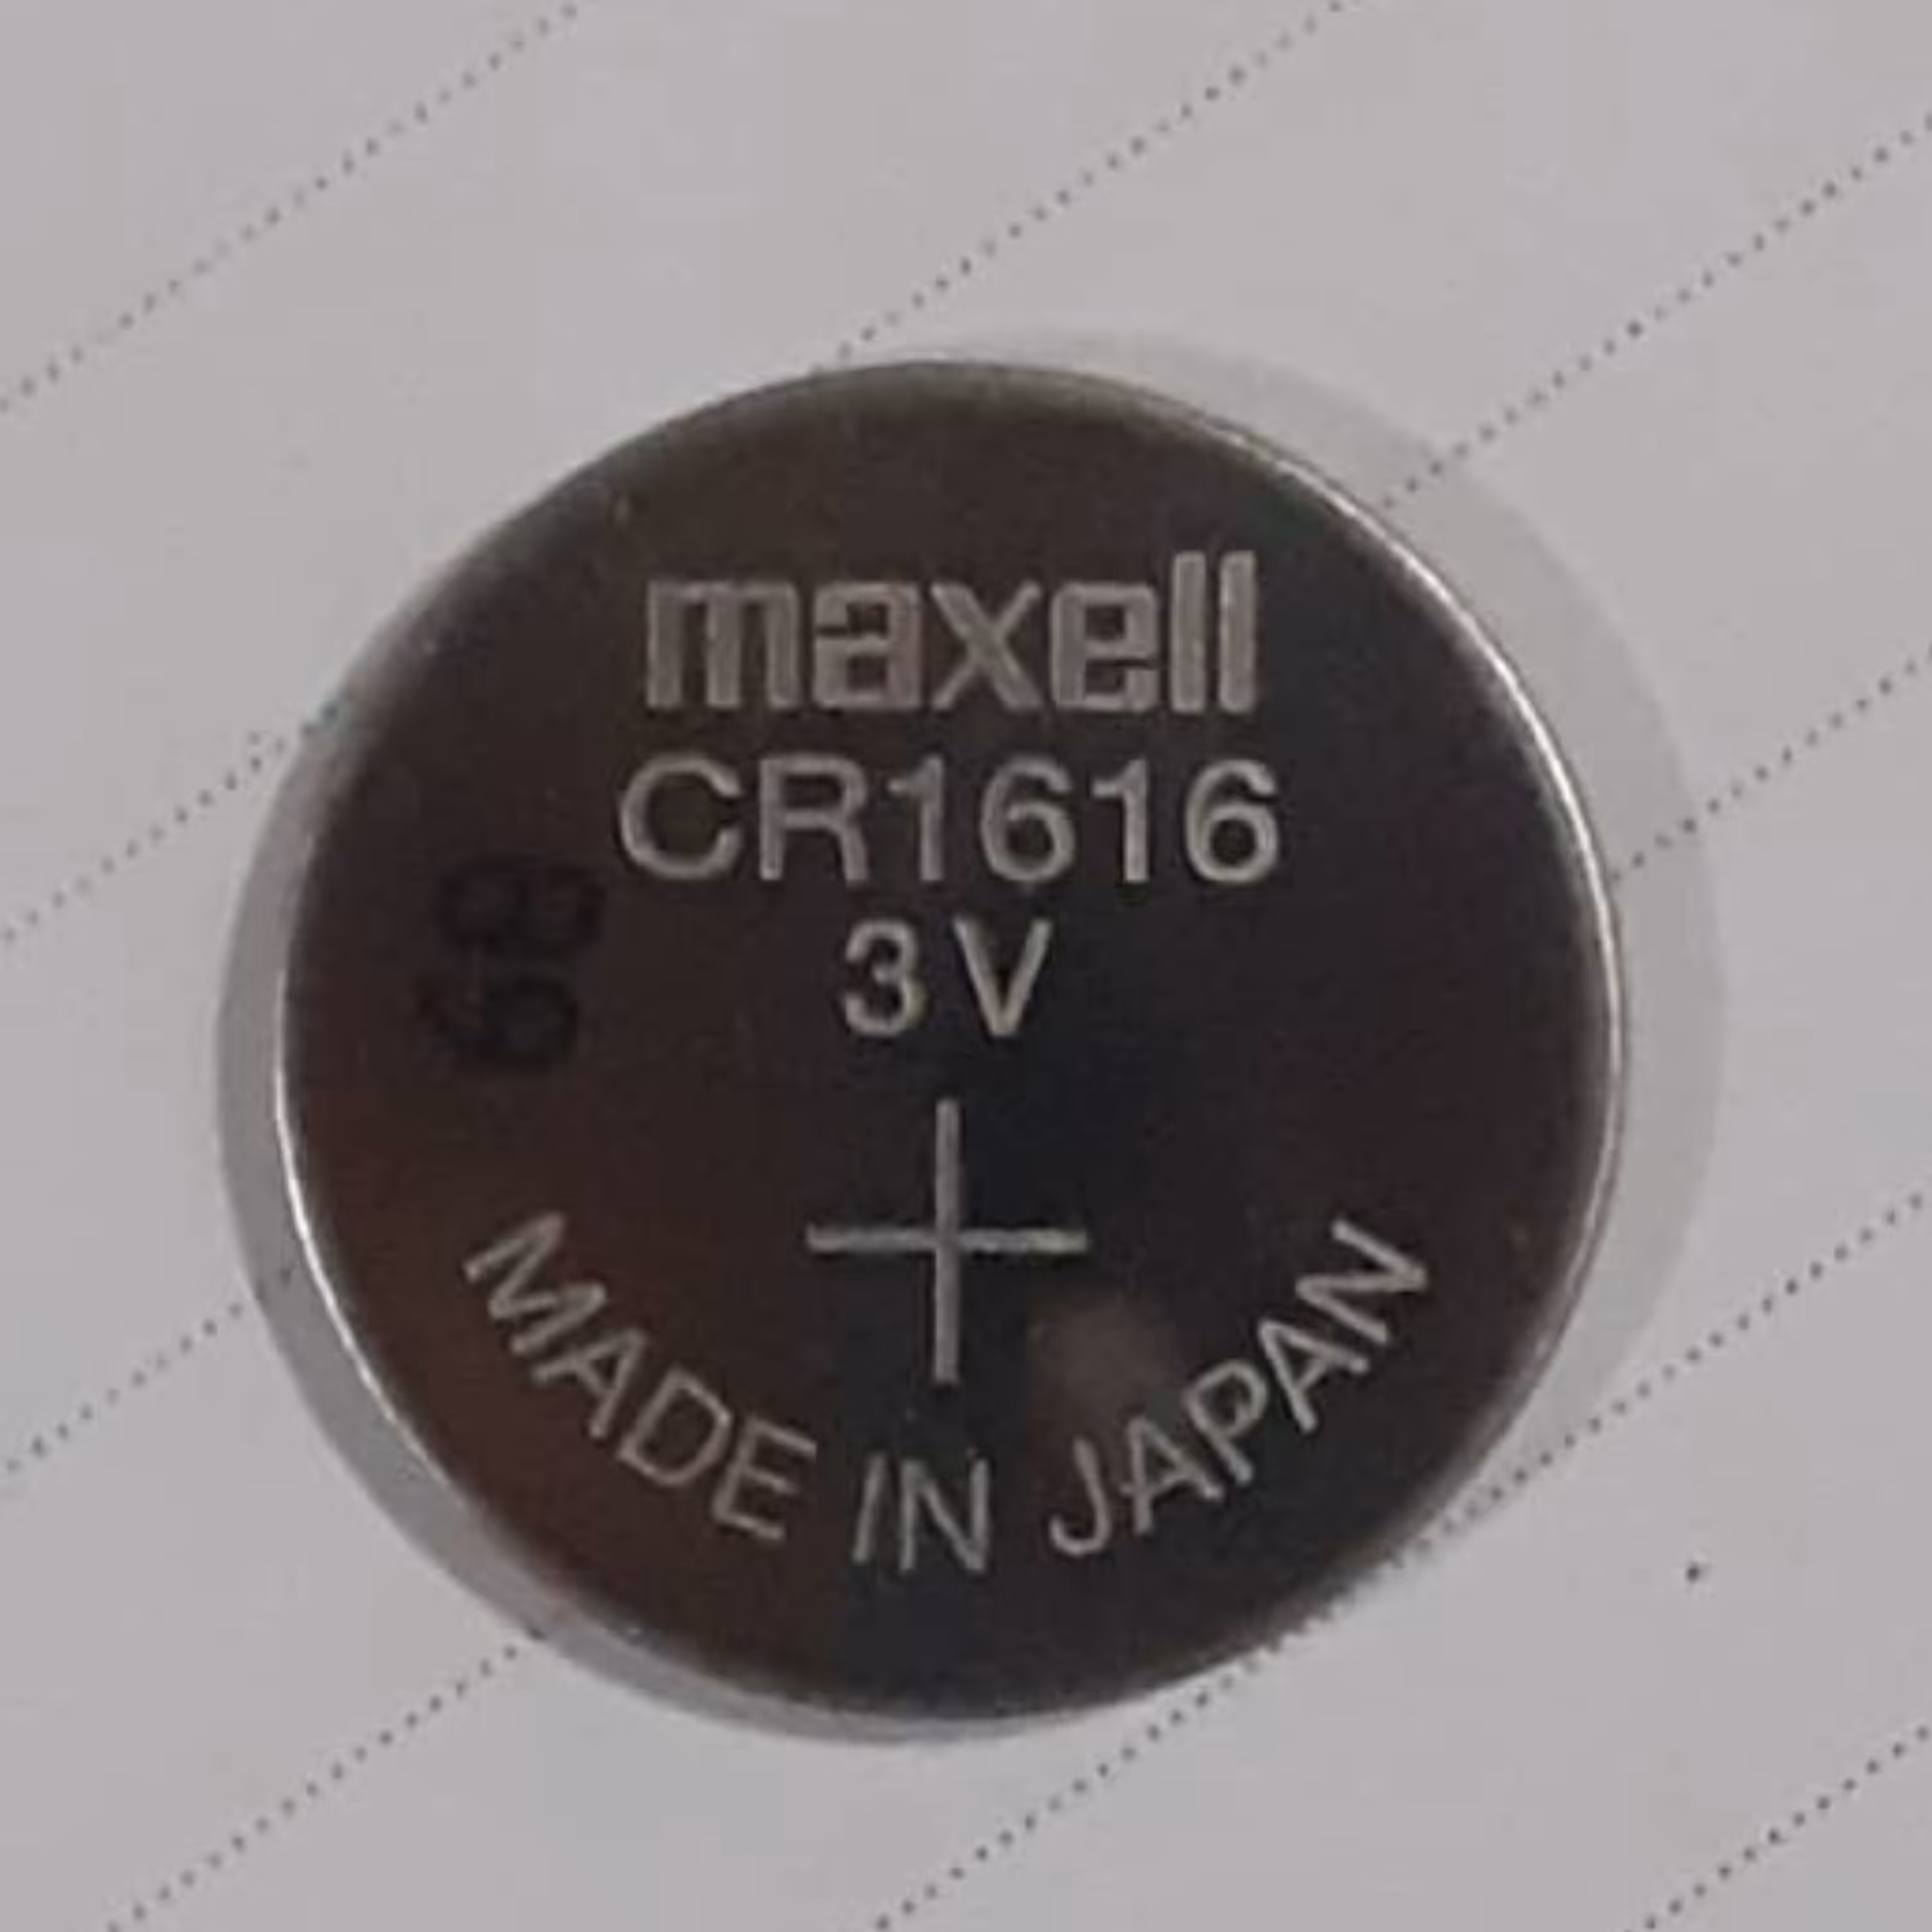 maxell
CR1616
3V
+
MADE IN JAPAN